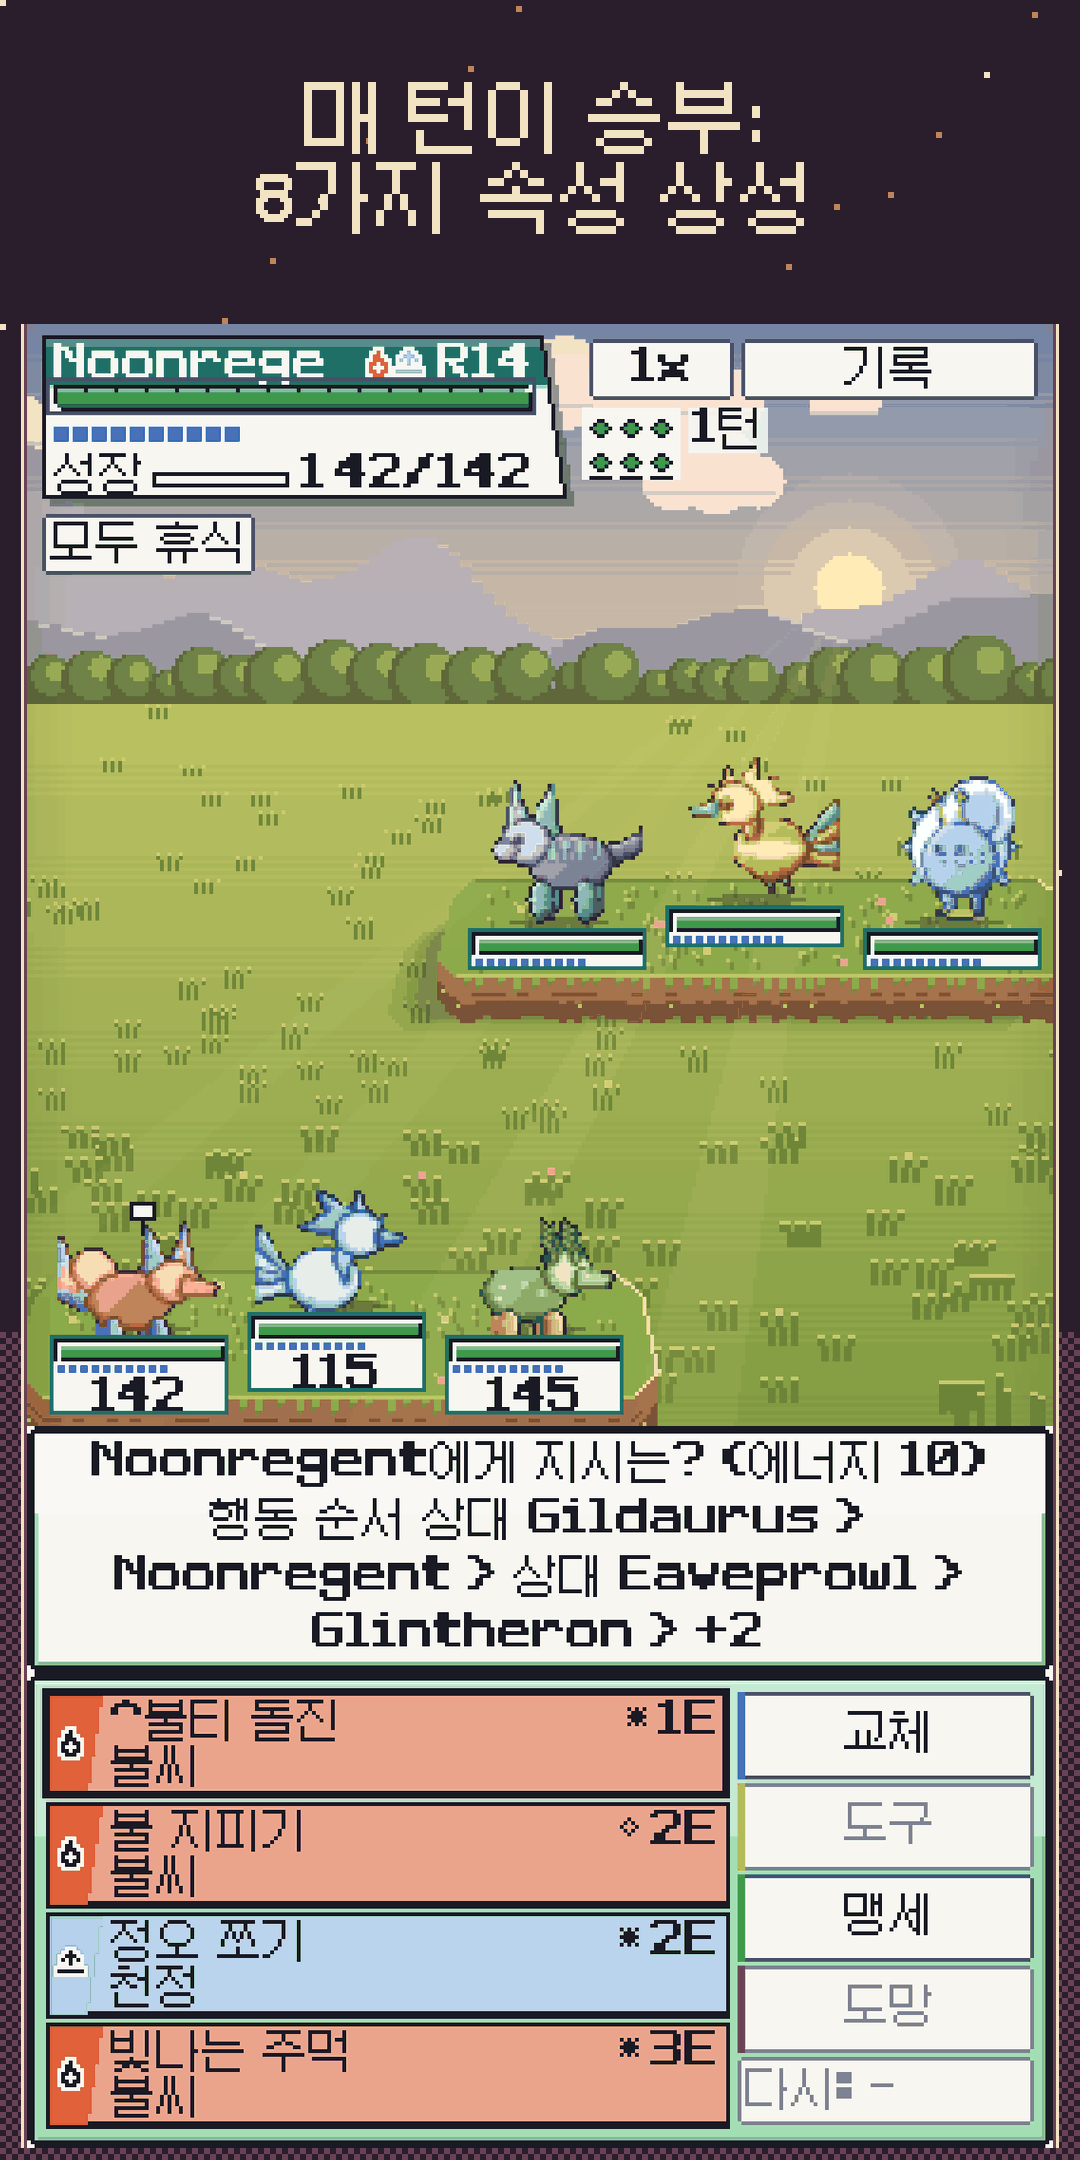 매 턴이 승부:
8가지 속성 상성
Noonrege R14
성장 142/142
1x
기록
1턴
모두 휴식
142
115
145
Noonregent에게 지시는? (에너지 10)
행동 순서 상대 Gildaurus >
Noonregent > 상대 Eaweprowl >
Glintheron > +2
^불티 돌진 *1E
불씨
불 지피기 ◇2E
불씨
정오 쪼기 *2E
천정
빛나는 주먹 *3E
불씨
교체
도구
맹세
도망
다시: -